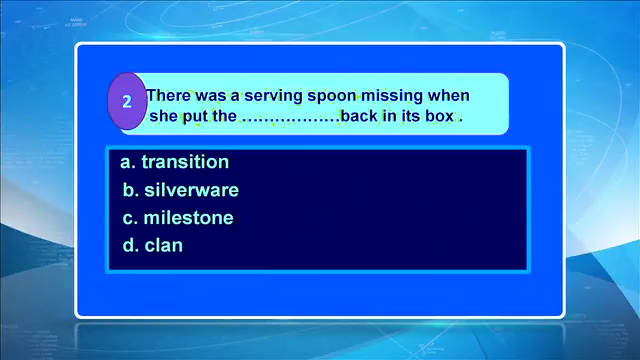 2
There was a serving spoon missing when
she put the ………………back in its box .
a. transition
b. silverware
c. milestone
d. clan